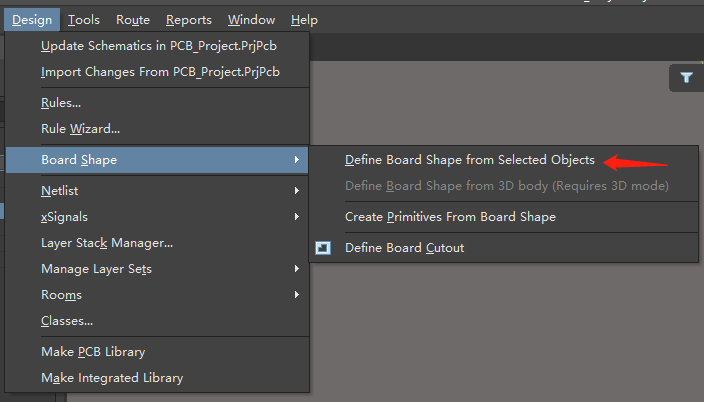 Design Tools Route Reports Window Help
Update Schematics in PCB_Project.PrjPcb
Import Changes From PCB_Project.PrjPcb
Rules...
Rule Wizard...
Board Shape
Define Board Shape from Selected Objects
Define Board Shape from 3D body (Requires 3D mode)
Create Primitives From Board Shape
Define Board Cutout
Netlist
xSignals
Layer Stack Manager...
Manage Layer Sets
Rooms
Classes...
Make PCB Library
Make Integrated Library